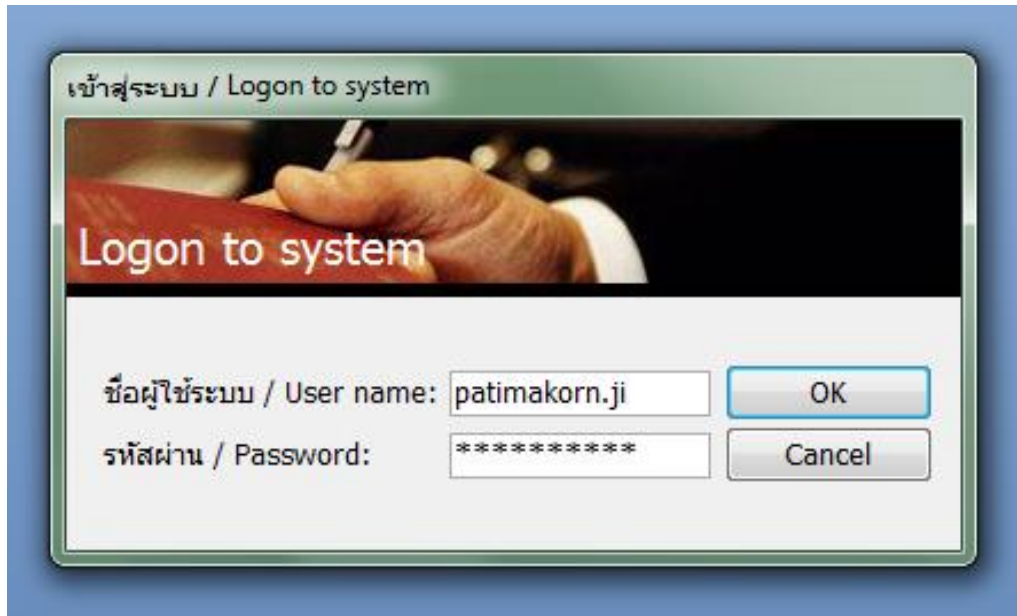 เข้าสู่ระบบ / Logon to system
Logon to system
ชื่อผู้ใช้ระบบ / User name: patimakorn.ji OK
รหัสผ่าน / Password: ********** Cancel